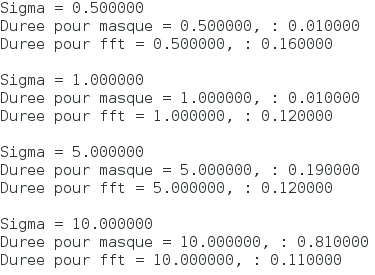 Sigma = 0.500000
Duree pour masque = 0.500000, : 0.010000
Duree pour fft = 0.500000, : 0.160000

Sigma = 1.000000
Duree pour masque = 1.000000, : 0.010000
Duree pour fft = 1.000000, : 0.120000

Sigma = 5.000000
Duree pour masque = 5.000000, : 0.190000
Duree pour fft = 5.000000, : 0.120000

Sigma = 10.000000
Duree pour masque = 10.000000, : 0.810000
Duree pour fft = 10.000000, : 0.110000